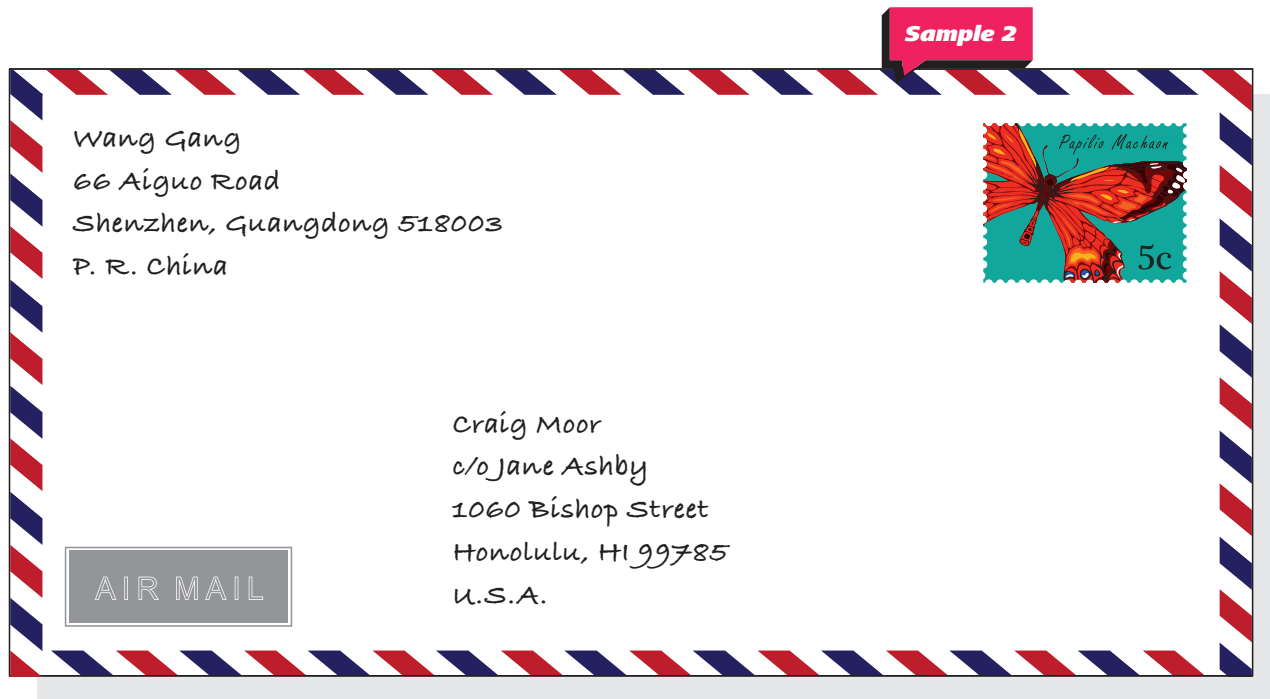 Sample 2
Wang Gang
66 Aiguo Road
Shenzhen, Guangdong 518003
P. R. China
Papilio Machaon
5c
Craig Moor
c/o Jane Ashby
1060 Bishop Street
Honolulu, HI 99785
U.S.A.
AIR MAIL